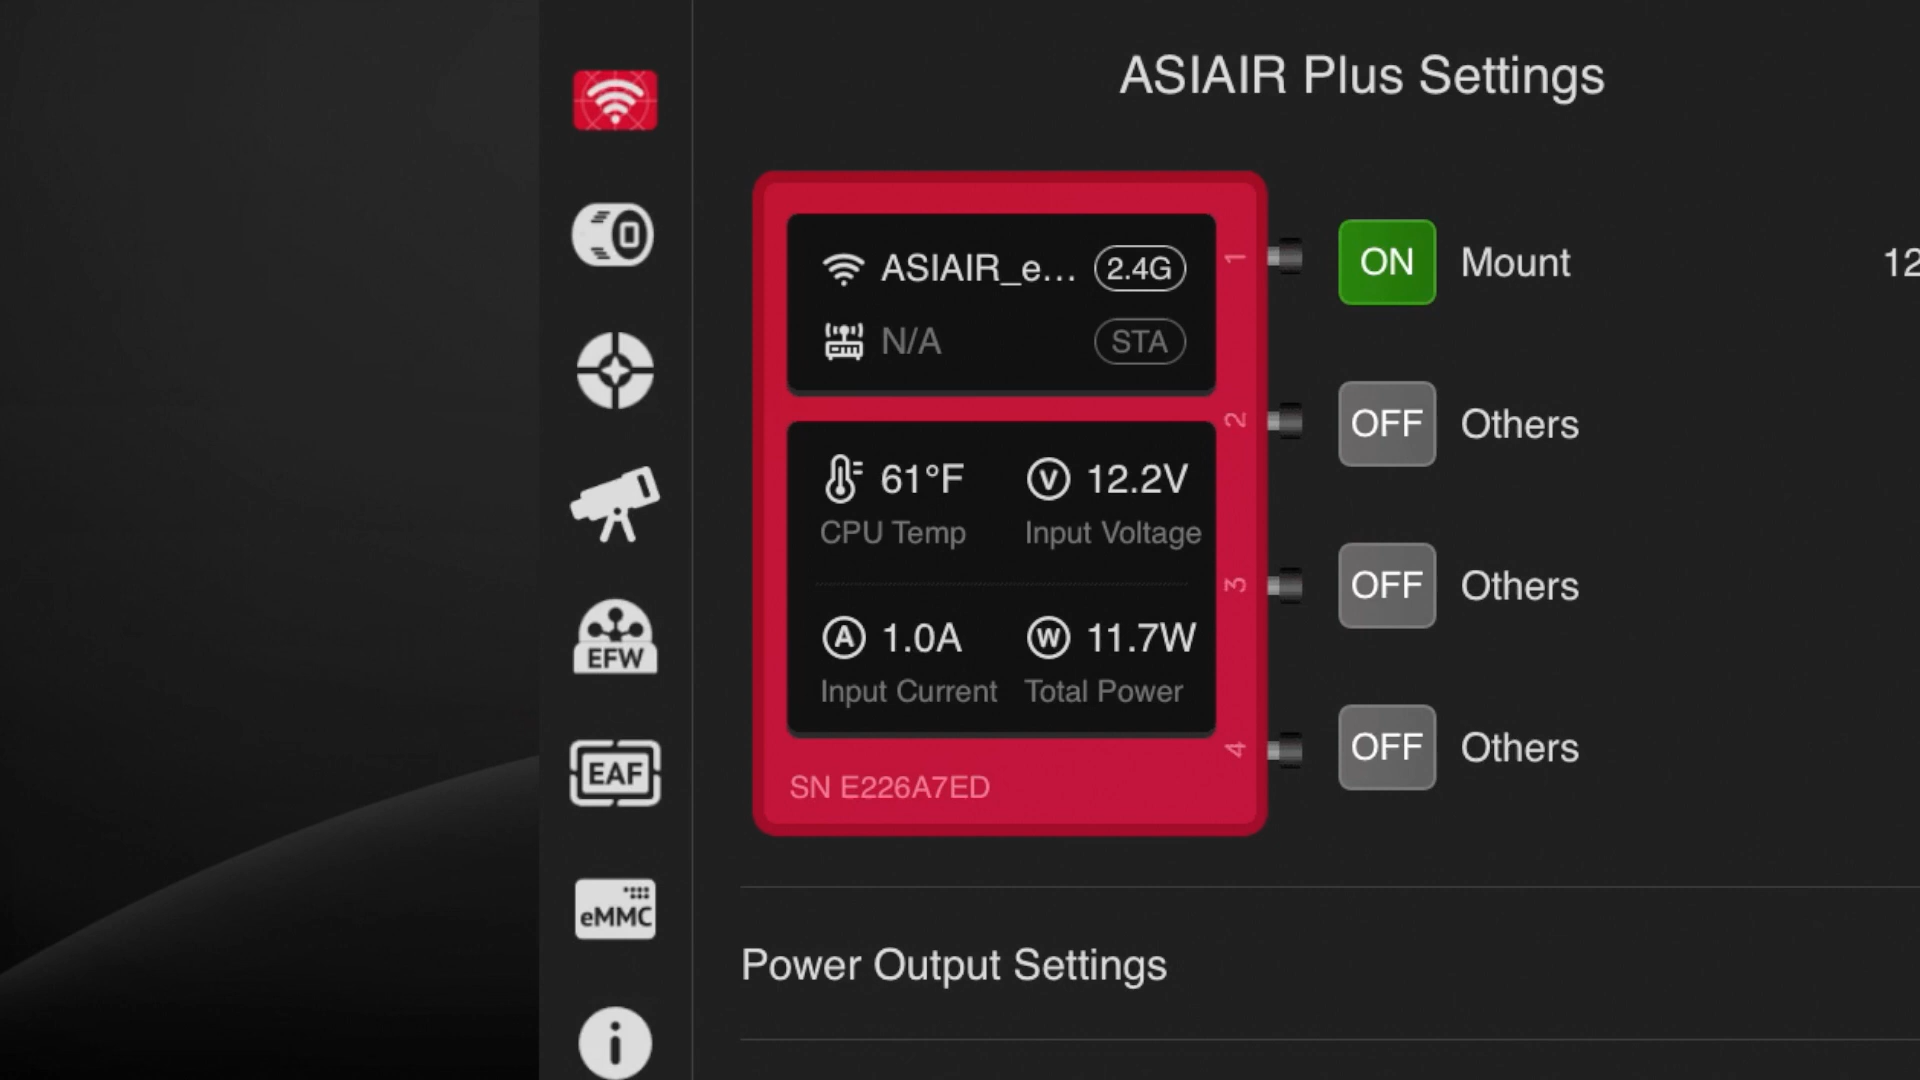 ASIAIR Plus Settings
ASIAIR_e... 2.4G
N/A STA
61°F V 12.2V
CPU Temp Input Voltage
A 1.0A W 11.7W
Input Current Total Power
SN E226A7ED
1 ON Mount 12
2 OFF Others
3 OFF Others
4 OFF Others
EFW
EAF
eMMC
i
Power Output Settings